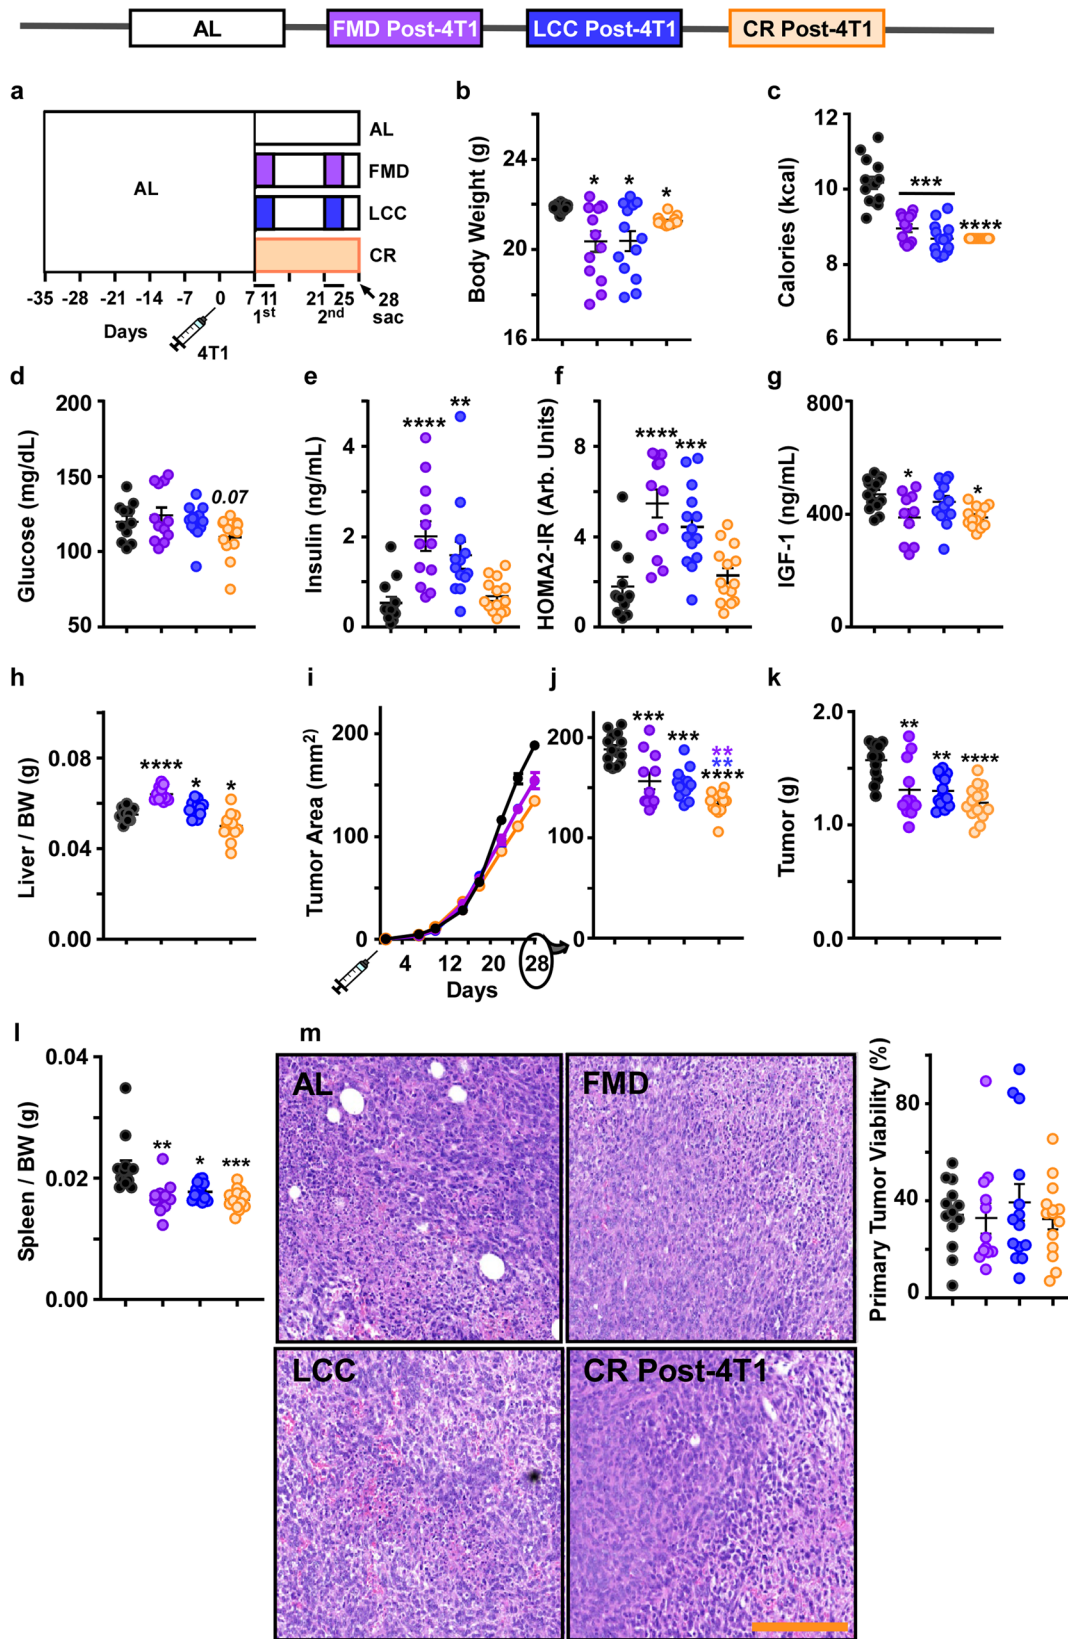 AL FMD Post-4T1 LCC Post-4T1 CR Post-4T1
a
AL
AL
FMD
LCC
CR
-35 -28 -21 -14 -7 0 7 11 21 25 28
1st 2nd sac
Days
4T1
b
Body Weight (g)
24
20
16
* * *
c
Calories (kcal)
12
10
8
6
***
****
d
Glucose (mg/dL)
200
150
100
50
0.07
e
Insulin (ng/mL)
4
2
0
**** **
f
HOMA2-IR (Arb. Units)
8
4
0
**** ***
g
IGF-1 (ng/mL)
800
400
0
* *
h
Liver / BW (g)
0.08
0.04
0.00
**** * *
i
Tumor Area (mm2)
200
100
0
4 12 20 28
Days
j
200
100
0
*** ***
**
**
****
k
Tumor (g)
2.0
1.0
0.0
** ** ****
l
Spleen / BW (g)
0.04
0.02
0.00
** * ***
m
AL
FMD
LCC
CR Post-4T1
Primary Tumor Viability (%)
80
40
0